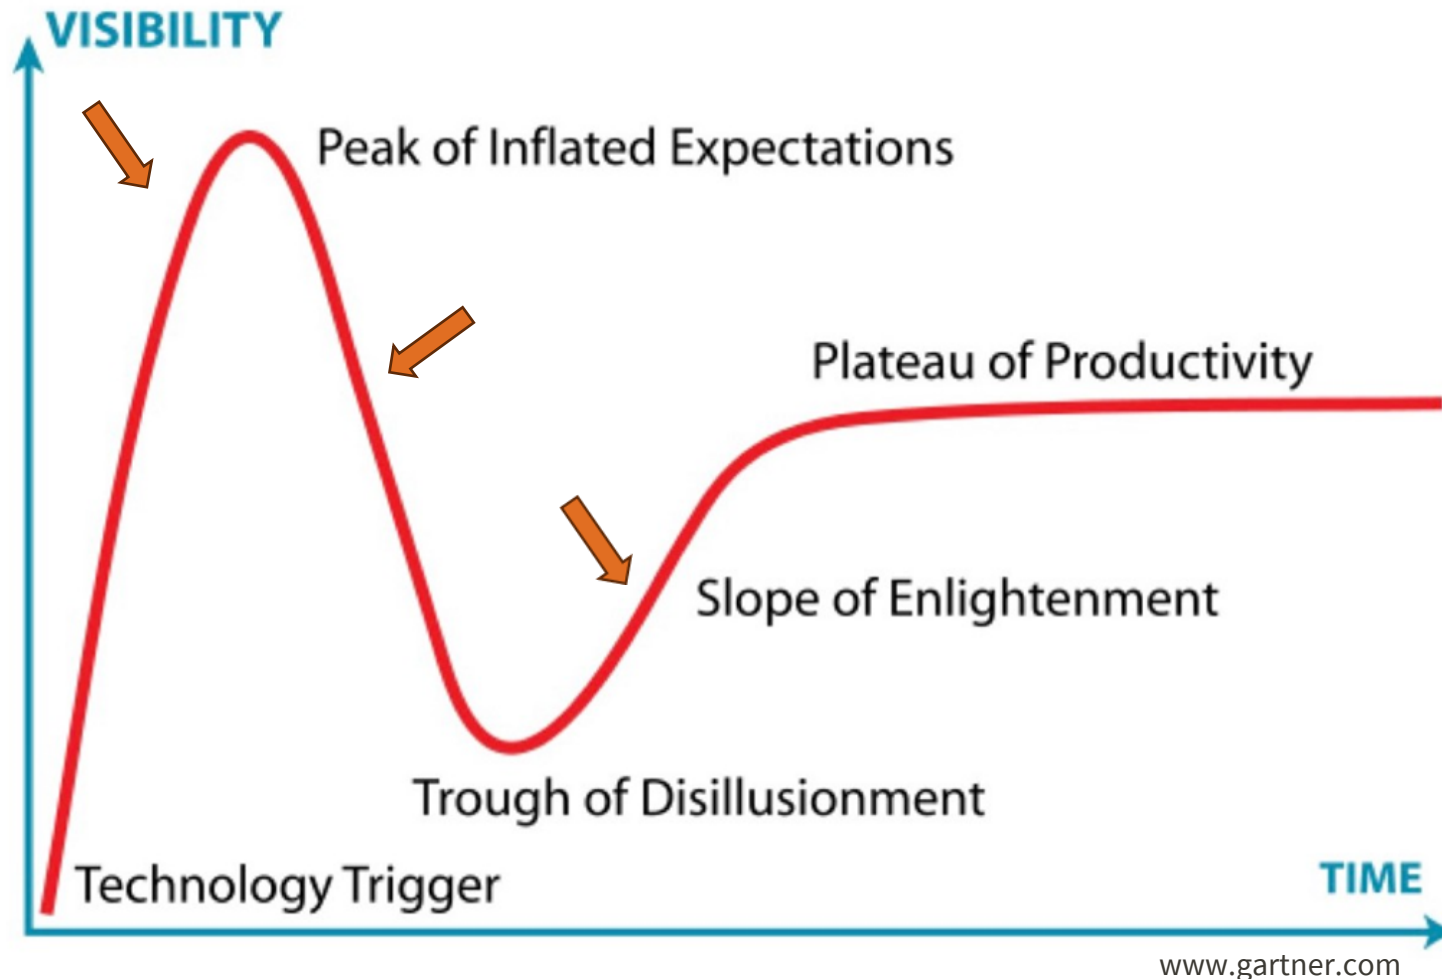 VISIBILITY
Peak of Inflated Expectations
Plateau of Productivity
Slope of Enlightenment
Trough of Disillusionment
Technology Trigger
TIME
www.gartner.com